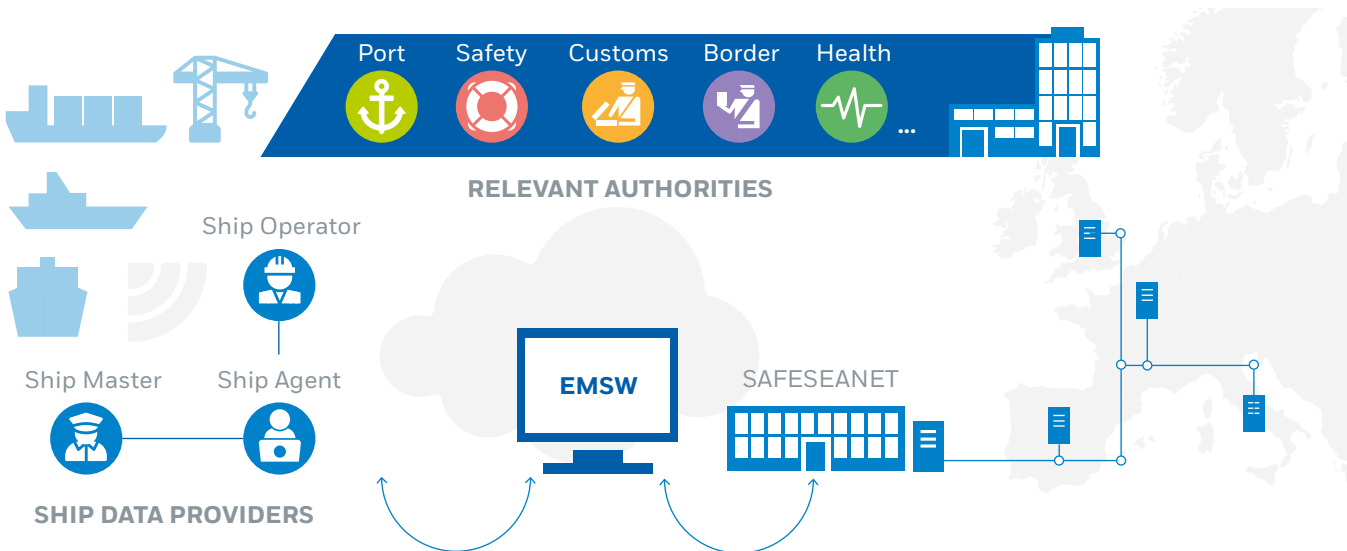 Port Safety Customs Border Health
...
RELEVANT AUTHORITIES
Ship Operator
Ship Master Ship Agent
SHIP DATA PROVIDERS
EMSW
SAFESEANET